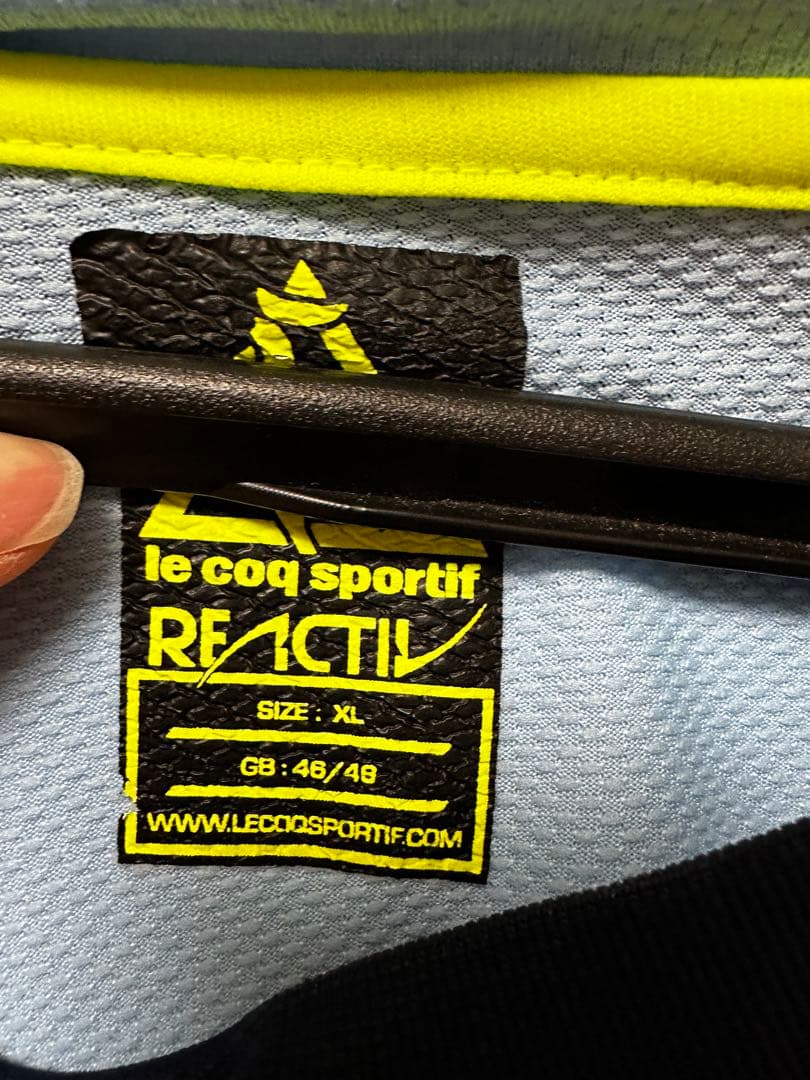 le coq sportif
REACTIV
SIZE : XL
GB : 46/48
WWW.LECOQSPORTIF.COM